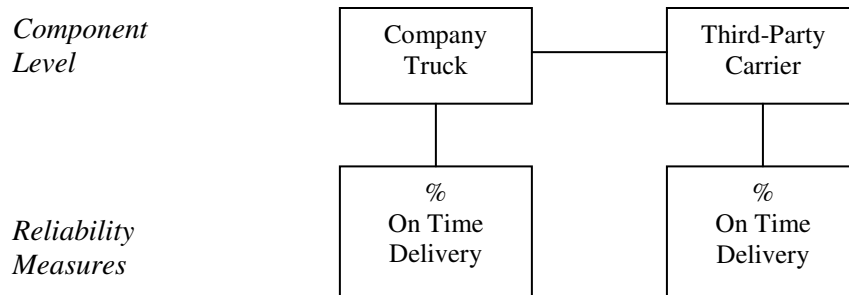 Component
Level
Company
Truck
Third-Party
Carrier
Reliability
Measures
%
On Time
Delivery
%
On Time
Delivery